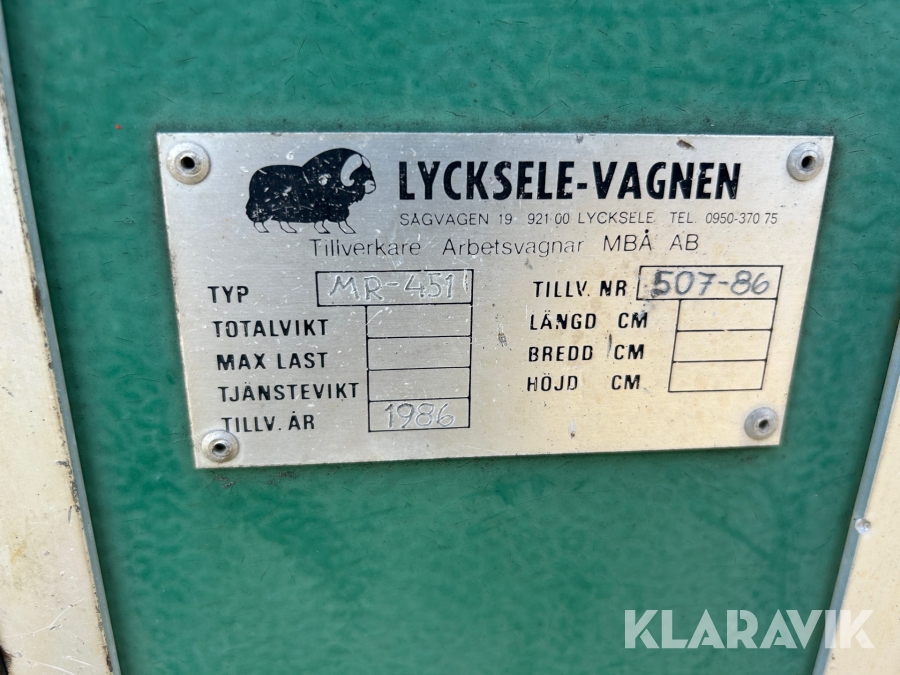 LYCKSELE-VAGNEN
SÅGVÄGEN 19 921 00 LYCKSELE TEL. 0950-370 75
Tillverkare Arbetsvagnar MBÅ AB
TYP MR-451 TILLV. NR 507-86
TOTALVIKT LÄNGD CM
MAX LAST BREDD CM
TJÄNSTEVIKT HÖJD CM
TILLV. ÅR 1986
KLARAVIK